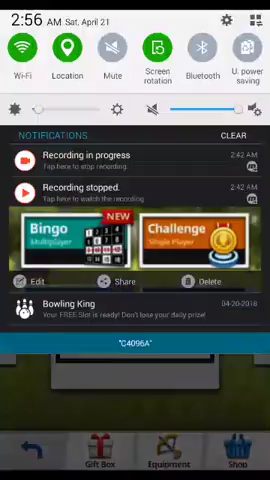 2:56 AM Sat, April 21
Wi-Fi Location Mute Screen rotation Bluetooth U. power saving
NOTIFICATIONS CLEAR
Recording in progress 2:42 AM
Tap here to stop recording.
Recording stopped. 2:42 AM
Tap here to watch the recording
NEW
Bingo Challenge
Multiplayer Single Player
Edit Share Delete
Bowling King 04-20-2018
Your FREE Slot is ready! Don't lose your daily prize!
"C4096A"
Gift Box Equipment Shop